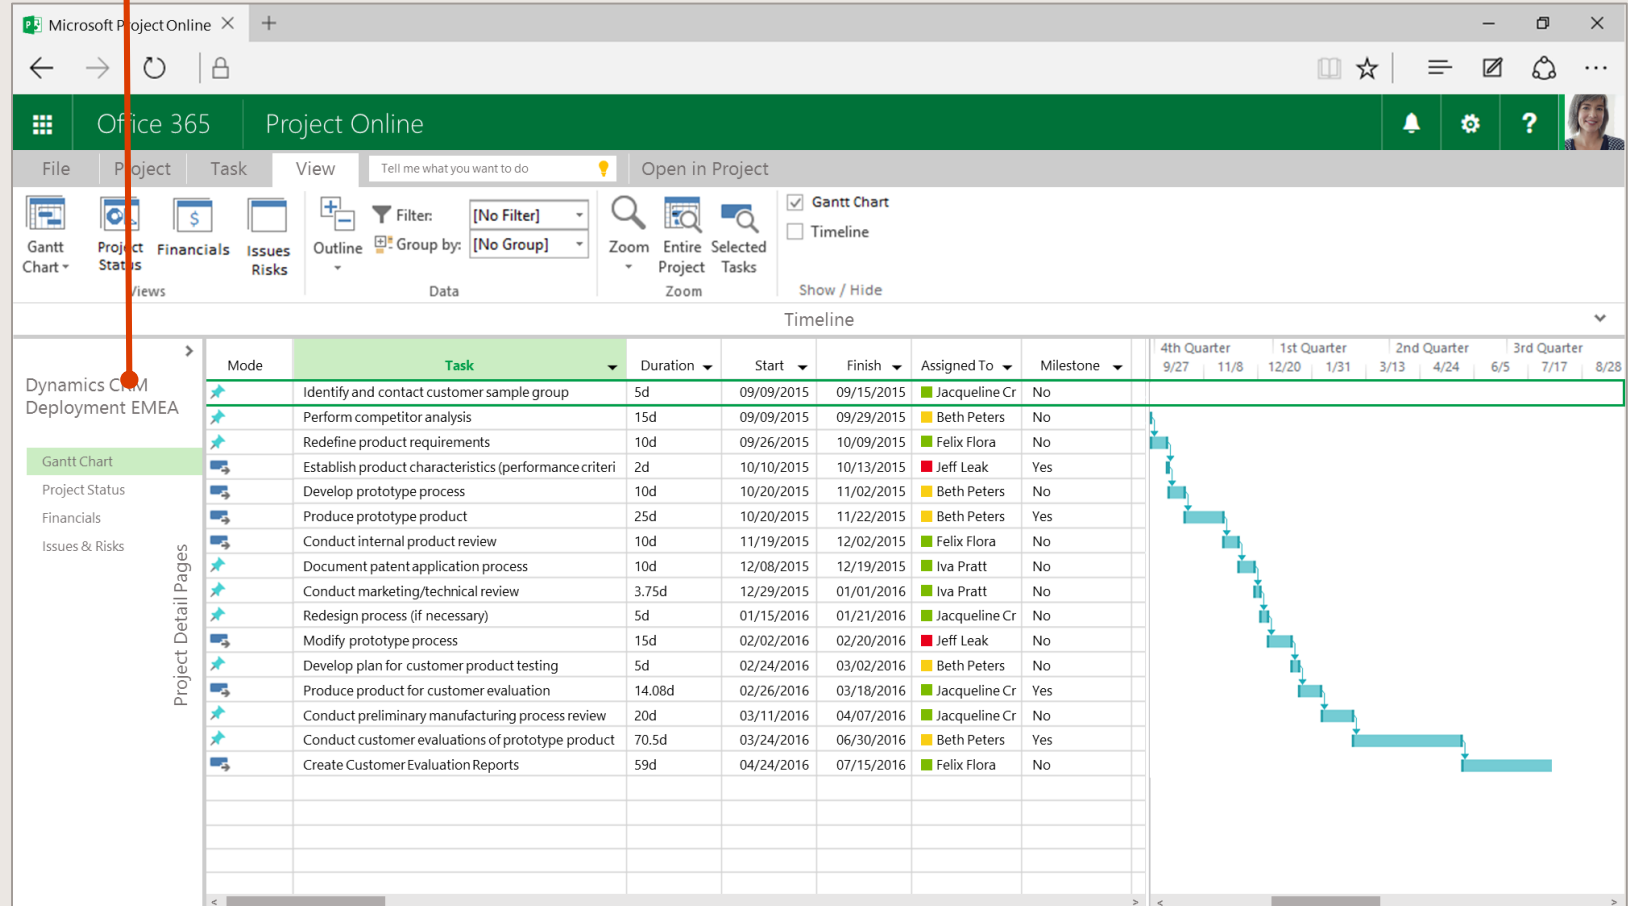 Microsoft Project Online
Office 365 Project Online
File Project Task View Tell me what you want to do Open in Project
Gantt Chart
Project Status
Financials
Issues Risks
Views
Outline
Filter: [No Filter]
Group by: [No Group]
Data
Zoom
Entire Project
Selected Tasks
Zoom
Gantt Chart
Timeline
Show / Hide
Timeline
Dynamics CRM
Deployment EMEA
Gantt Chart
Project Status
Financials
Issues & Risks
Project Detail Pages
Mode Task Duration Start Finish Assigned To Milestone
Identify and contact customer sample group 5d 09/09/2015 09/15/2015 Jacqueline Cr No
Perform competitor analysis 15d 09/09/2015 09/29/2015 Beth Peters No
Redefine product requirements 10d 09/26/2015 10/09/2015 Felix Flora No
Establish product characteristics (performance criteri 2d 10/10/2015 10/13/2015 Jeff Leak Yes
Develop prototype process 10d 10/20/2015 11/02/2015 Beth Peters No
Produce prototype product 25d 10/20/2015 11/22/2015 Beth Peters Yes
Conduct internal product review 10d 11/19/2015 12/02/2015 Felix Flora No
Document patent application process 10d 12/08/2015 12/19/2015 Iva Pratt No
Conduct marketing/technical review 3.75d 12/29/2015 01/01/2016 Iva Pratt No
Redesign process (if necessary) 5d 01/15/2016 01/21/2016 Jacqueline Cr No
Modify prototype process 15d 02/02/2016 02/20/2016 Jeff Leak No
Develop plan for customer product testing 5d 02/24/2016 03/02/2016 Beth Peters No
Produce product for customer evaluation 14.08d 02/26/2016 03/18/2016 Jacqueline Cr Yes
Conduct preliminary manufacturing process review 20d 03/11/2016 04/07/2016 Jacqueline Cr No
Conduct customer evaluations of prototype product 70.5d 03/24/2016 06/30/2016 Beth Peters Yes
Create Customer Evaluation Reports 59d 04/24/2016 07/15/2016 Felix Flora No
4th Quarter 1st Quarter 2nd Quarter 3rd Quarter
9/27 11/8 12/20 1/31 3/13 4/24 6/5 7/17 8/28